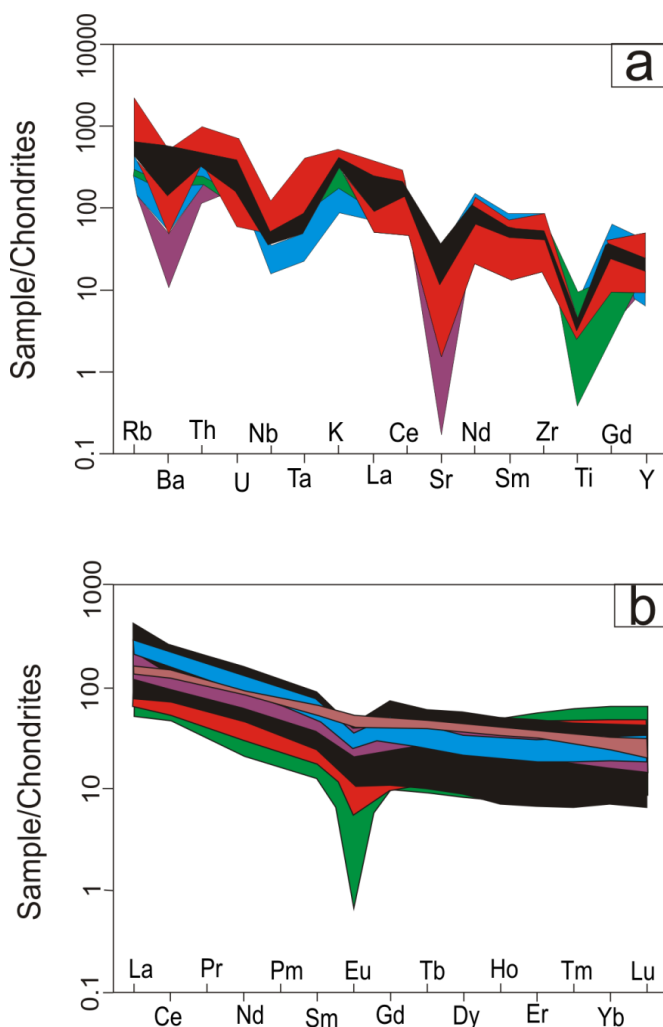 a
10000
1000
100
10
1
0.1
Sample/Chondrites
Rb Th Nb K Ce Nd Zr Gd
Ba U Ta La Sr Sm Ti Y
b
1000
100
10
1
0.1
Sample/Chondrites
La Pr Pm Eu Tb Ho Tm Lu
Ce Nd Sm Gd Dy Er Yb